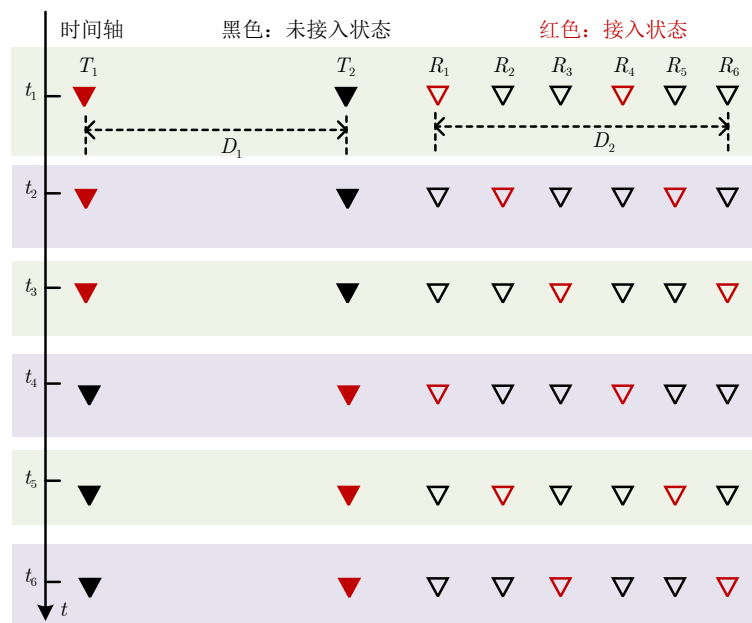 时间轴 黑色：未接入状态 红色：接入状态
T₁ T₂ R₁ R₂ R₃ R₄ R₅ R₆
t₁
D₁ D₂
t₂
t₃
t₄
t₅
t₆
t